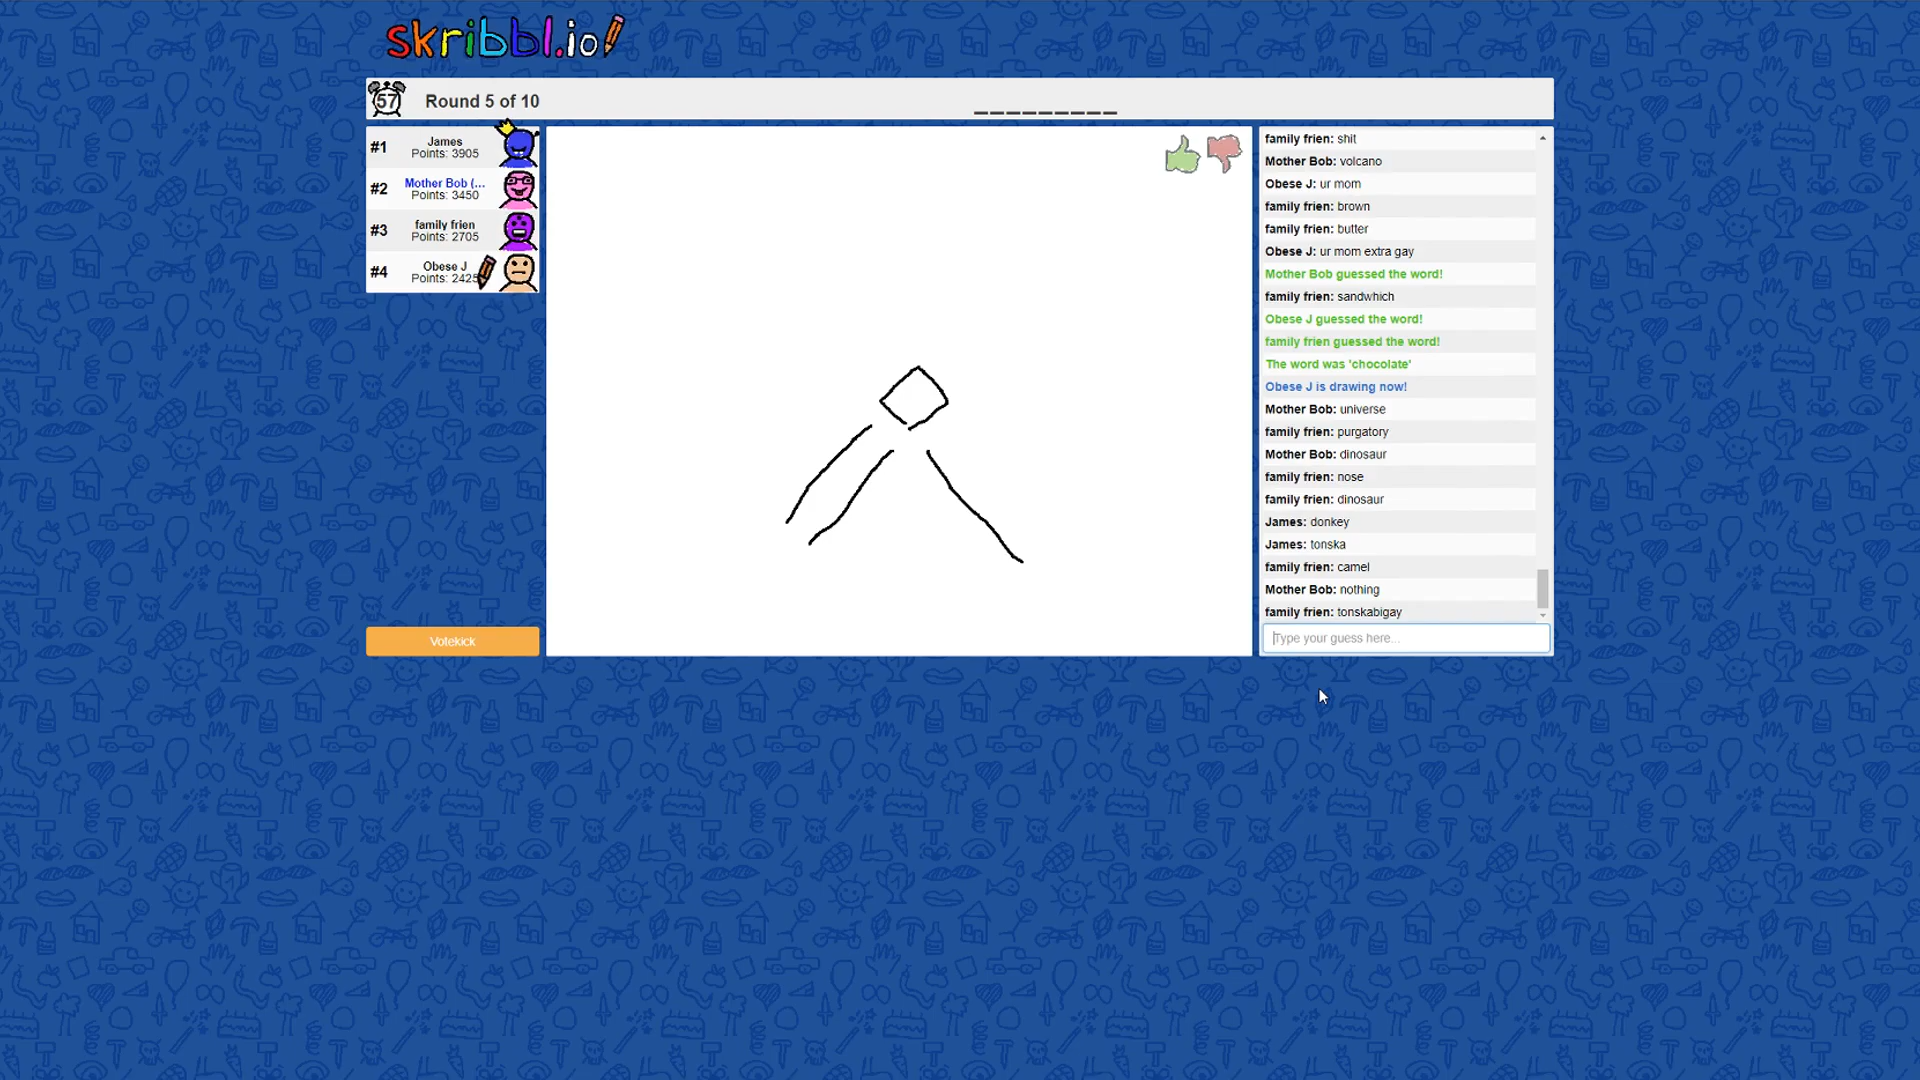 skribbl.io
57
Round 5 of 10
_________
#1
James
Points: 3905
#2
Mother Bob (...
Points: 3450
#3
family frien
Points: 2705
#4
Obese J
Points: 2425
Votekick
family frien: shit
Mother Bob: volcano
Obese J: ur mom
family frien: brown
family frien: butter
Obese J: ur mom extra gay
Mother Bob guessed the word!
family frien: sandwhich
Obese J guessed the word!
family frien guessed the word!
The word was 'chocolate'
Obese J is drawing now!
Mother Bob: universe
family frien: purgatory
Mother Bob: dinosaur
family frien: nose
family frien: dinosaur
James: donkey
James: tonska
family frien: camel
Mother Bob: nothing
family frien: tonskabigay
Type your guess here...